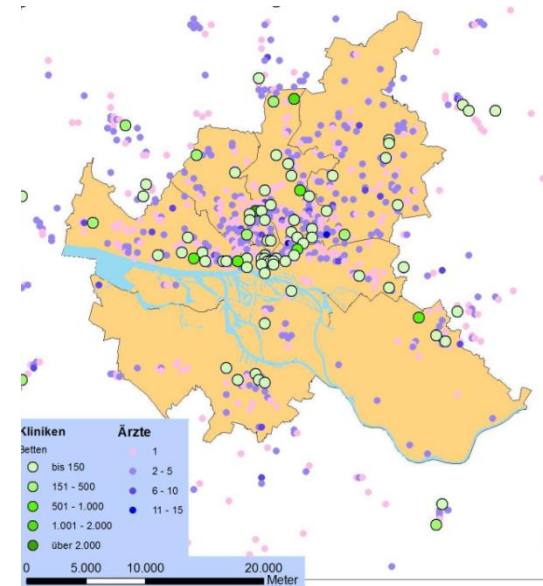 Kliniken
Betten
bis 150
151 - 500
501 - 1.000
1.001 - 2.000
über 2.000
Ärzte
1
2 - 5
6 - 10
11 - 15
0 5.000 10.000 20.000
Meter